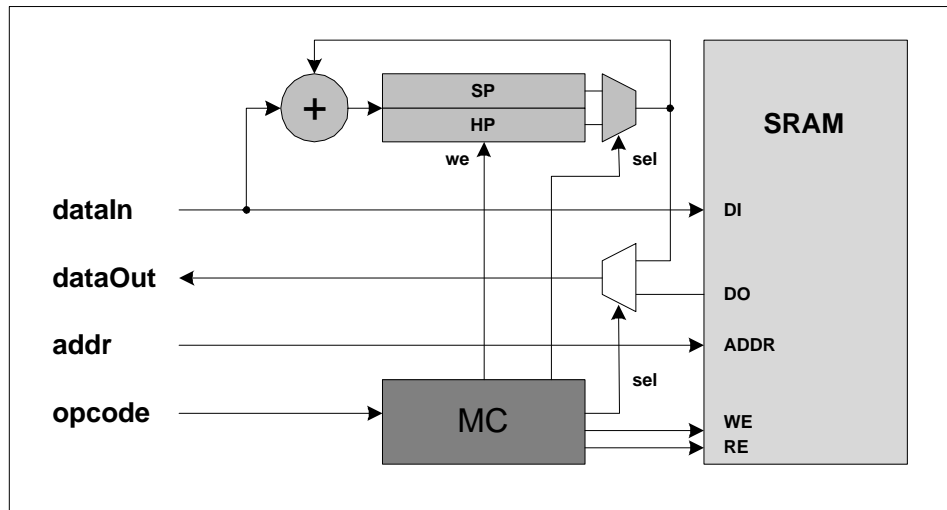 +
SP
HP
SRAM
we
sel
dataIn
DI
dataOut
DO
addr
ADDR
sel
opcode
MC
WE
RE